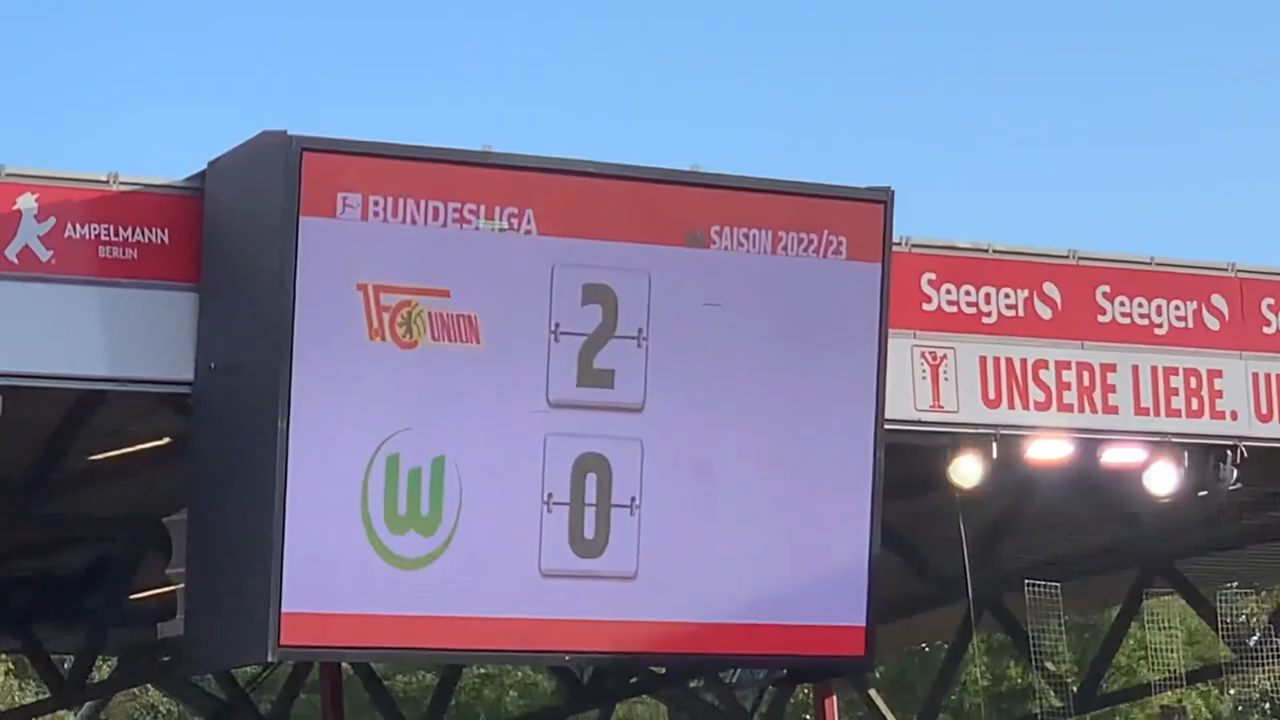 AMPELMANN
BERLIN
BUNDESLIGA
SAISON 2022/23
1.FC UNION
2
W
0
Seeger Seeger S
UNSERE LIEBE. U